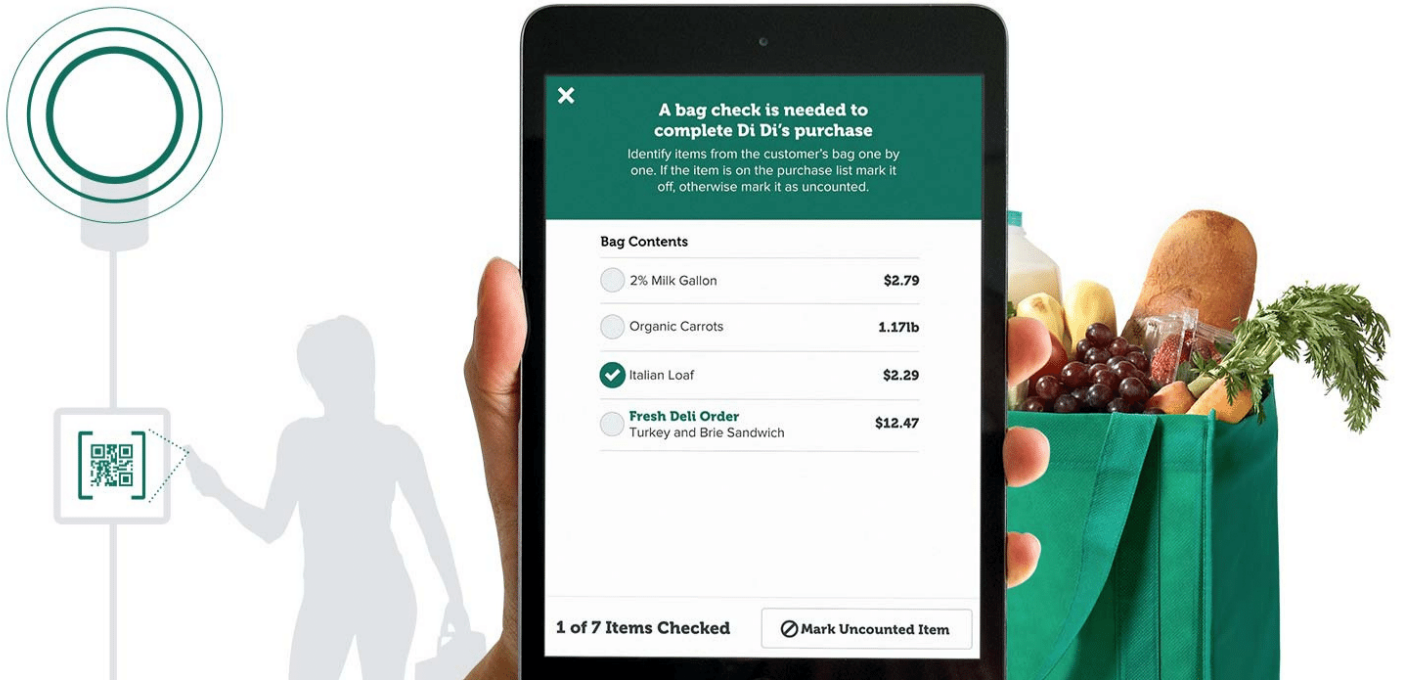 A bag check is needed to
complete Di Di's purchase
Identify items from the customer's bag one by
one. If the item is on the purchase list mark it
off, otherwise mark it as uncounted.
Bag Contents
2% Milk Gallon $2.79
Organic Carrots 1.17lb
Italian Loaf $2.29
Fresh Deli Order
Turkey and Brie Sandwich $12.47
1 of 7 Items Checked
Mark Uncounted Item